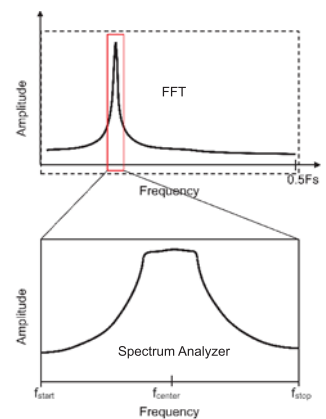 Amplitude
FFT
0.5Fs
Frequency
Amplitude
Spectrum Analyzer
fstart
fcenter
fstop
Frequency